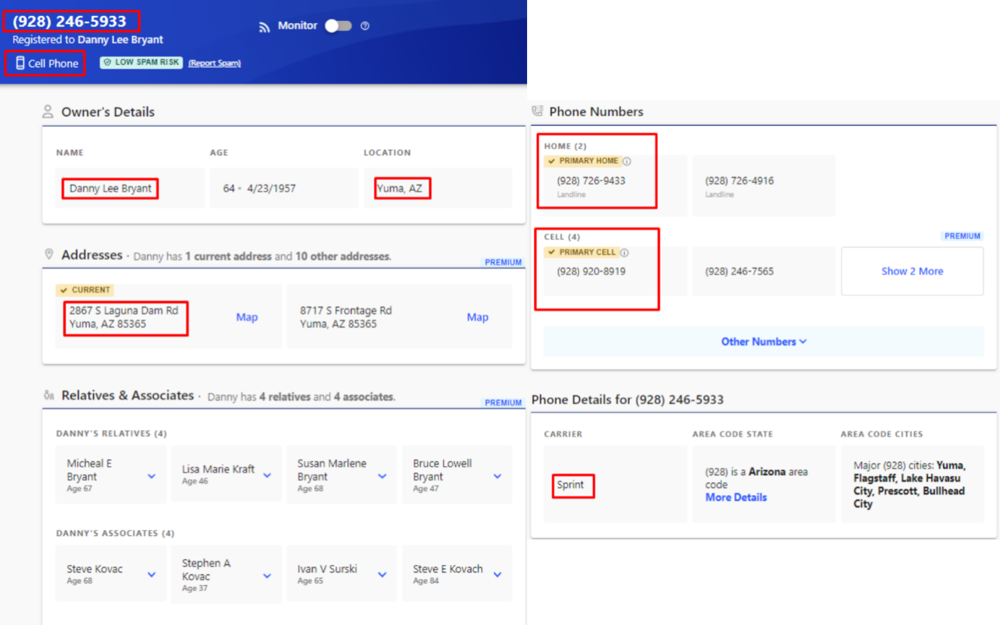 (928) 246-5933
Registered to Danny Lee Bryant
Monitor
Cell Phone
LOW SPAM RISK
(Report Spam)
Owner's Details
NAME
AGE
LOCATION
Danny Lee Bryant
64 • 4/23/1957
Yuma, AZ
Addresses · Danny has 1 current address and 10 other addresses.
PREMIUM
CURRENT
2867 S Laguna Dam Rd
Yuma, AZ 85365
Map
8717 S Frontage Rd
Yuma, AZ 85365
Map
Relatives & Associates · Danny has 4 relatives and 4 associates.
PREMIUM
DANNY'S RELATIVES (4)
Micheal E
Bryant
Age 67
Lisa Marie Kraft
Age 46
Susan Marlene
Bryant
Age 68
Bruce Lowell
Bryant
Age 47
DANNY'S ASSOCIATES (4)
Steve Kovac
Age 68
Stephen A
Kovac
Age 37
Ivan V Surski
Age 65
Steve E Kovach
Age 84
Phone Numbers
HOME (2)
PRIMARY HOME
(928) 726-9433
Landline
(928) 726-4916
Landline
CELL (4)
PREMIUM
PRIMARY CELL
(928) 920-8919
(928) 246-7565
Show 2 More
Other Numbers
Phone Details for (928) 246-5933
CARRIER
AREA CODE STATE
AREA CODE CITIES
Sprint
(928) is a Arizona area
code
More Details
Major (928) cities: Yuma,
Flagstaff, Lake Havasu
City, Prescott, Bullhead
City